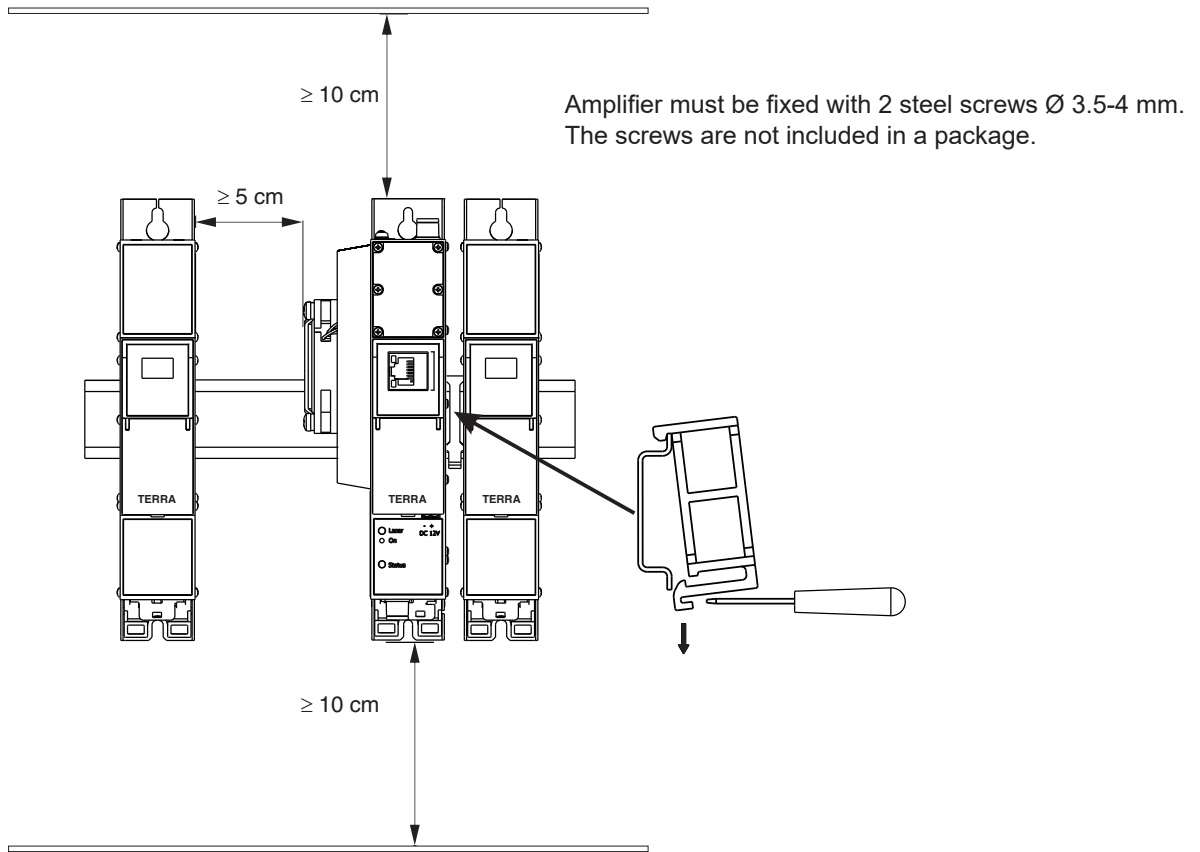 ≥ 10 cm
Amplifier must be fixed with 2 steel screws Ø 3.5-4 mm.
The screws are not included in a package.
≥ 5 cm
TERRA
TERRA
TERRA
Laser
- +
DC 12V
On
Status
≥ 10 cm